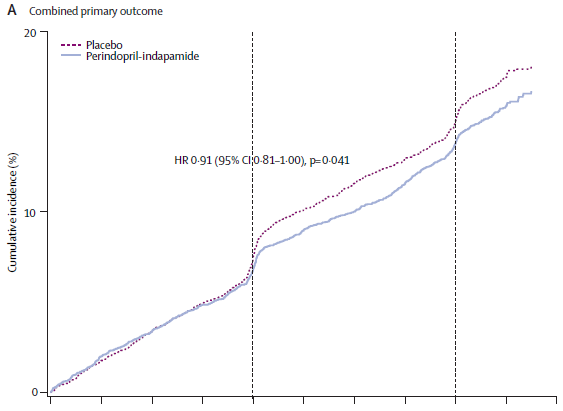 A Combined primary outcome
20
Placebo
Perindopril-indapamide
HR 0·91 (95% CI 0·81–1·00), p=0·041
10
Cumulative incidence (%)
0